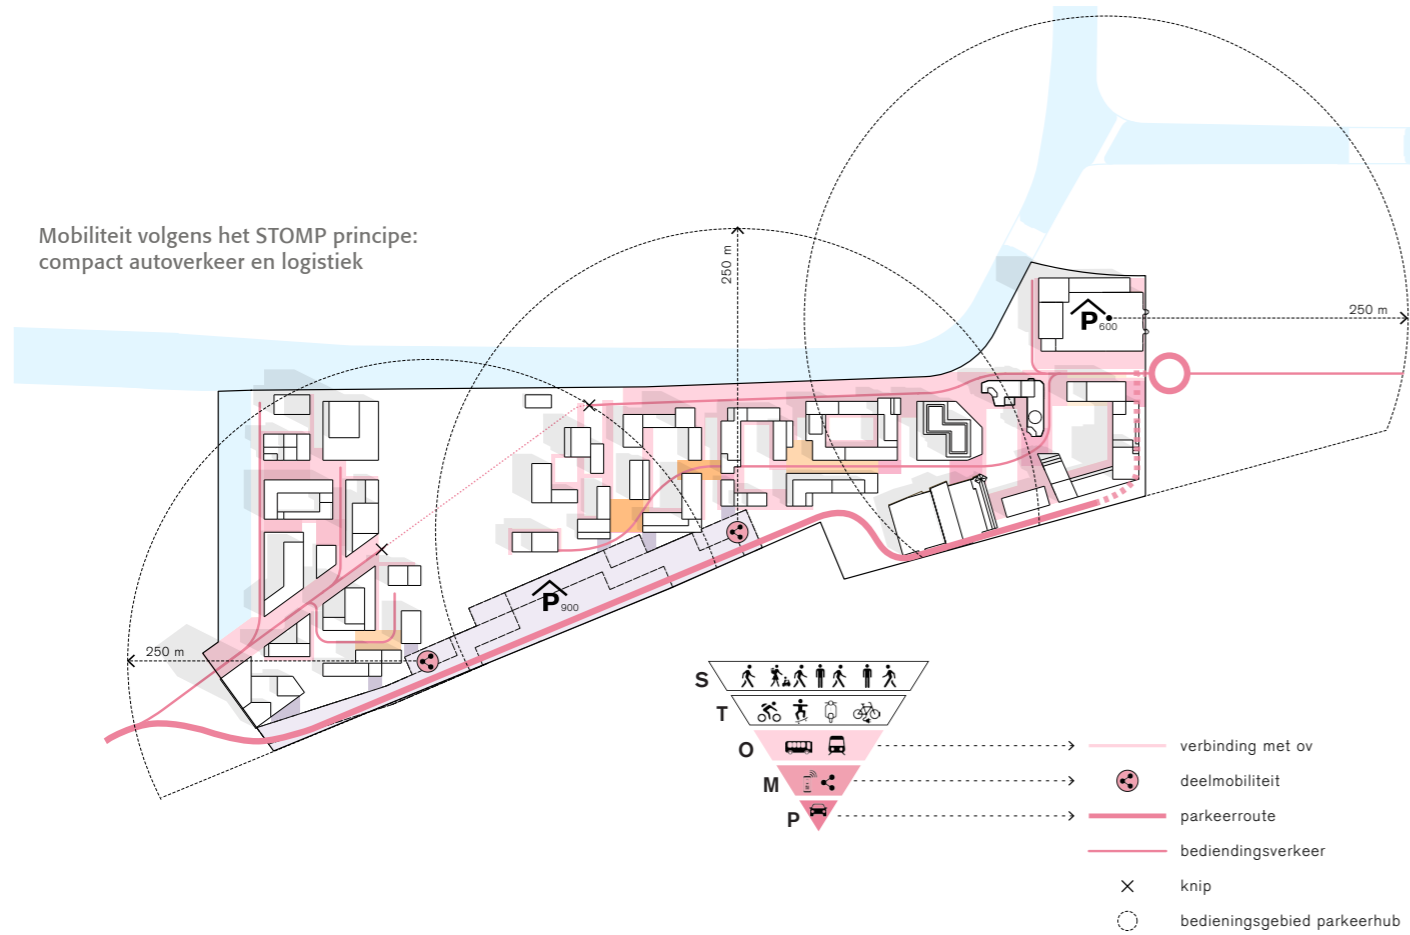 Mobiliteit volgens het STOMP principe:
compact autoverkeer en logistiek
250 m
250 m
P 600
P 900
250 m
S
T
O
verbinding met ov
M
deelmobiliteit
P
parkeerroute
bediendingsverkeer
knip
bedieningsgebied parkeerhub